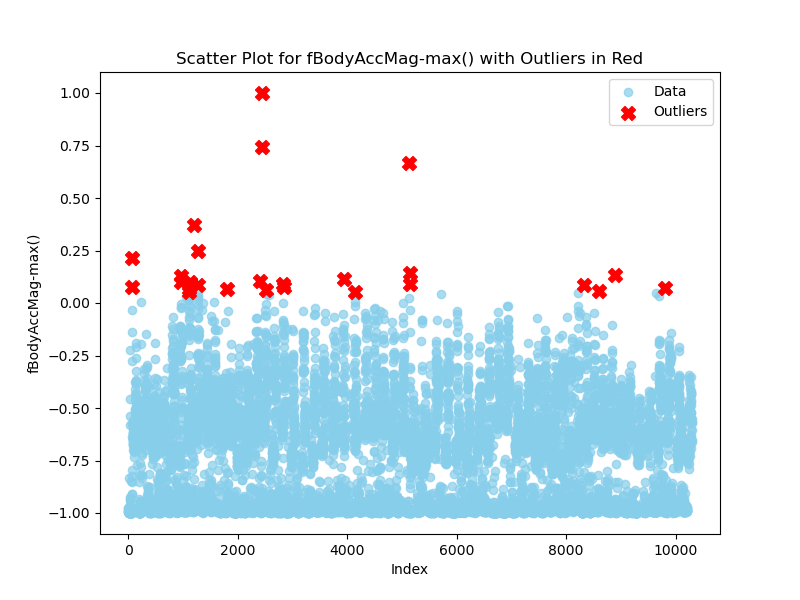 Scatter Plot for fBodyAccMag-max() with Outliers in Red
Data
Outliers
fBodyAccMag-max()
1.00
0.75
0.50
0.25
0.00
−0.25
−0.50
−0.75
−1.00
0 2000 4000 6000 8000 10000
Index